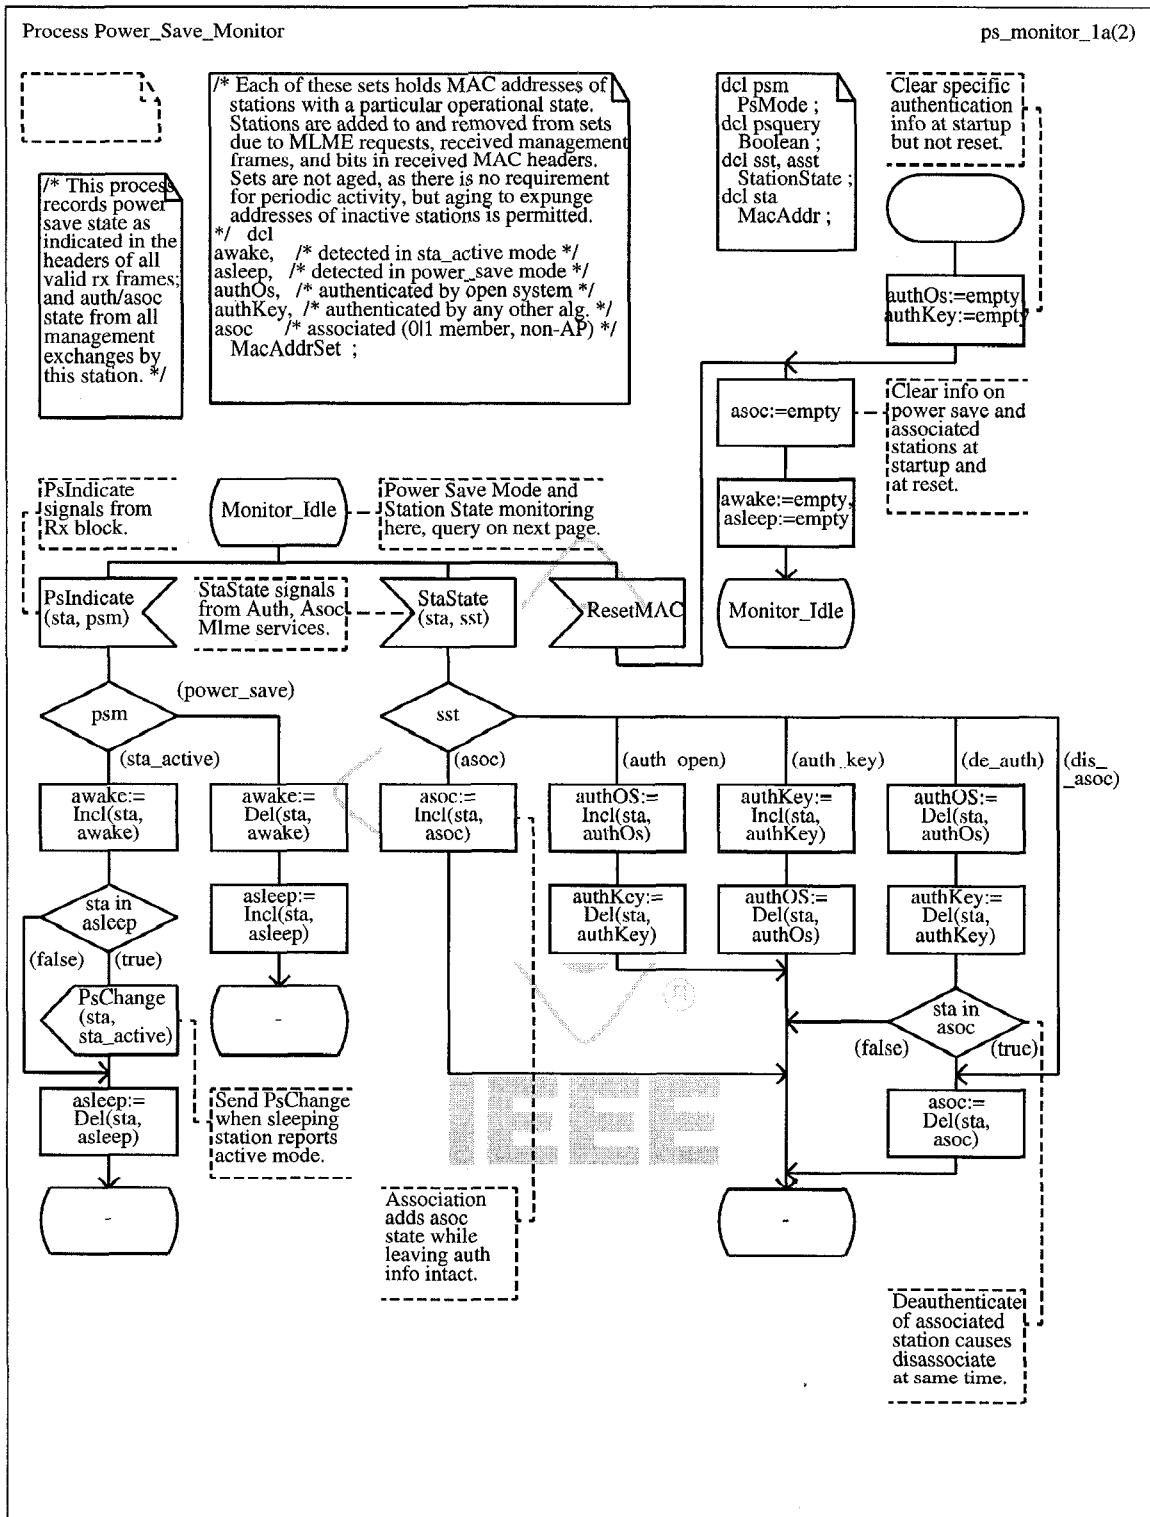 Process Power_Save_Monitor
ps_monitor_1a(2)
/* Each of these sets holds MAC addresses of
stations with a particular operational state.
Stations are added to and removed from sets
due to MLME requests, received management
frames, and bits in received MAC headers.
Sets are not aged, as there is no requirement
for periodic activity, but aging to expunge
addresses of inactive stations is permitted.
*/ dcl
awake, /* detected in sta_active mode */
asleep, /* detected in power_save mode */
authOs, /* authenticated by open system */
authKey, /* authenticated by any other alg. */
asoc /* associated (0|1 member, non-AP) */
MacAddrSet ;
dcl psm
PsMode ;
dcl psquery
Boolean ;
dcl sst, asst
StationState ;
dcl sta
MacAddr ;
Clear specific
authentication
info at startup
but not reset.
/* This process
records power
save state as
indicated in the
headers of all
valid rx frames;
and auth/asoc
state from all
management
exchanges by
this station. */
authOs:=empty,
authKey:=empty
asoc:=empty
Clear info on
power save and
associated
stations at
startup and
at reset.
awake:=empty,
asleep:=empty
Monitor_Idle
PsIndicate
signals from
Rx block.
Monitor_Idle
Power Save Mode and
Station State monitoring
here, query on next page.
PsIndicate
(sta, psm)
StaState signals
from Auth, Asoc
Mlme services.
StaState
(sta, sst)
ResetMAC
psm
(power_save)
(sta_active)
sst
(asoc)
(auth_open)
(auth_key)
(de_auth)
(dis_
_asoc)
awake:=
Incl(sta,
awake)
awake:=
Del(sta,
awake)
asoc:=
Incl(sta,
asoc)
authOS:=
Incl(sta,
authOs)
authKey:=
Incl(sta,
authKey)
authOS:=
Del(sta,
authOs)
sta in
asleep
(false)
(true)
asleep:=
Incl(sta,
asleep)
authKey:=
Del(sta,
authKey)
authOS:=
Del(sta,
authOs)
authKey:=
Del(sta,
authKey)
PsChange
(sta,
sta_active)
-
sta in
asoc
(false)
(true)
asleep:=
Del(sta,
asleep)
Send PsChange
when sleeping
station reports
active mode.
IEEE
®
asoc:=
Del(sta,
asoc)
-
Association
adds asoc
state while
leaving auth
info intact.
-
Deauthenticate
of associated
station causes
disassociate
at same time.